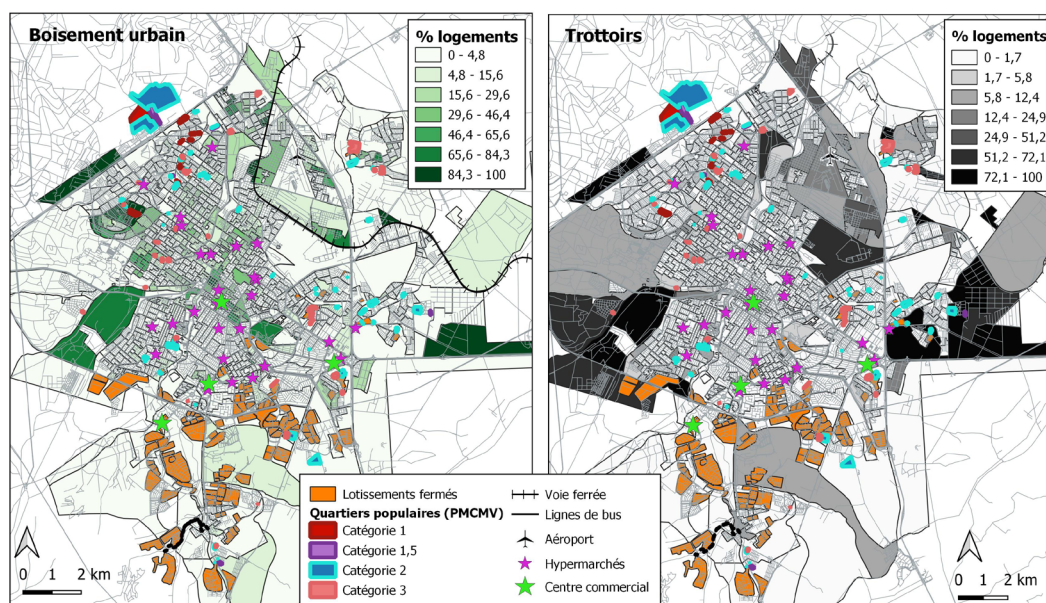 Boisement urbain
% logements
0 - 4,8
4,8 - 15,6
15,6 - 29,6
29,6 - 46,4
46,4 - 65,6
65,6 - 84,3
84,3 - 100
0 1 2 km
Trottoirs
% logements
0 - 1,7
1,7 - 5,8
5,8 - 12,4
12,4 - 24,9
24,9 - 51,2
51,2 - 72,1
72,1 - 100
0 1 2 km
Lotissements fermés
Quartiers populaires (PMCMV)
Catégorie 1
Catégorie 1,5
Catégorie 2
Catégorie 3
Voie ferrée
Lignes de bus
Aéroport
Hypermarchés
Centre commercial